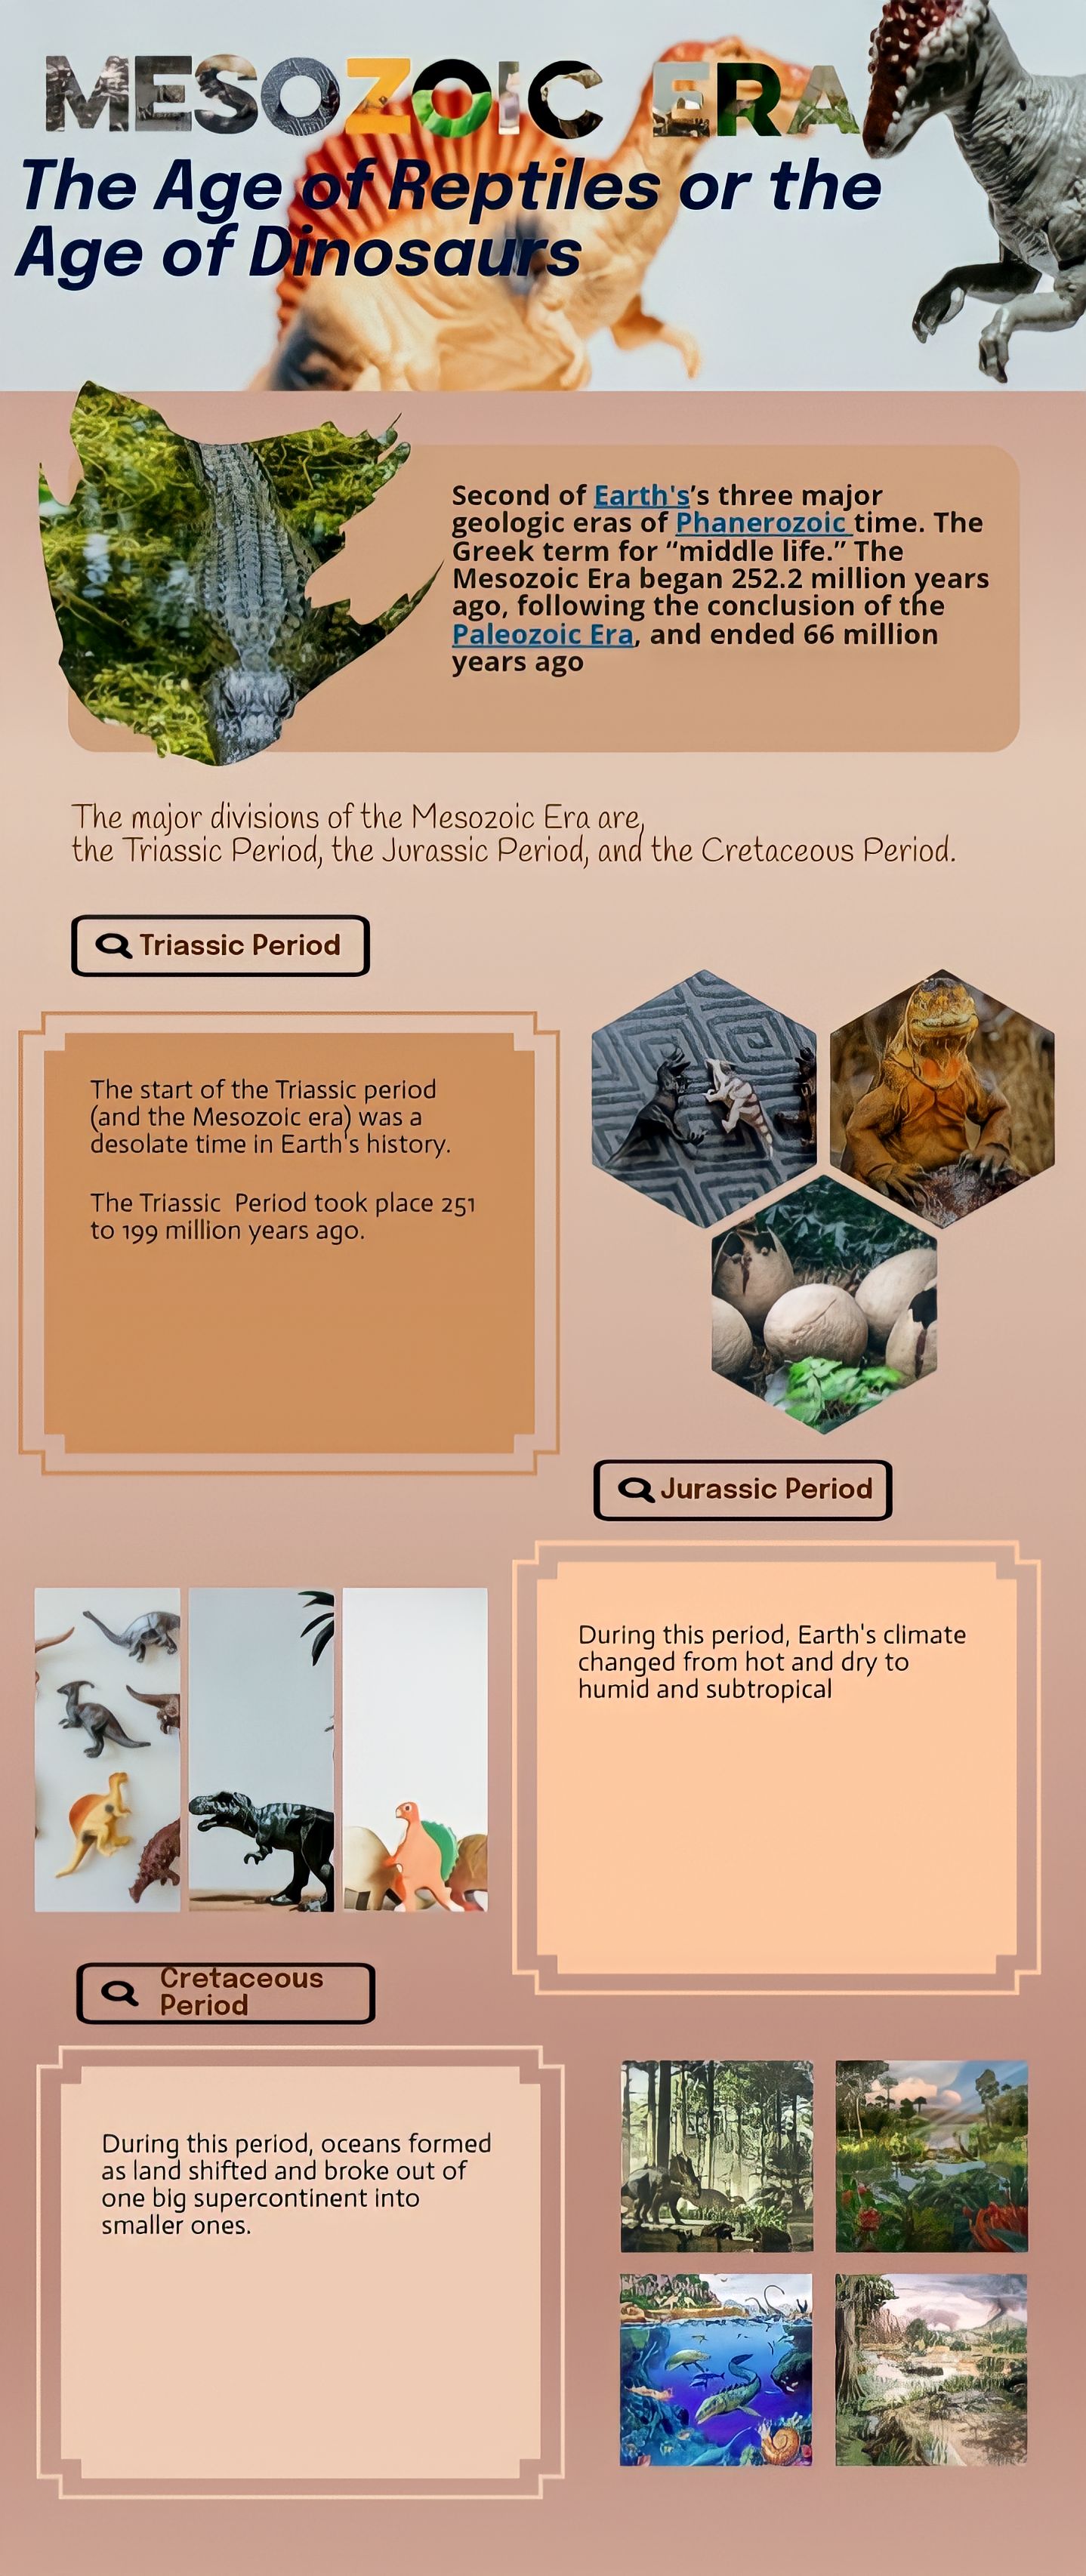 MESOZOIC ERA
The Age of Reptiles or the
Age of Dinosaurs
Second of Earth's’s three major
geologic eras of Phanerozoic time. The
Greek term for “middle life.” The
Mesozoic Era began 252.2 million years
ago, following the conclusion of the
Paleozoic Era, and ended 66 million
years ago
The major divisions of the Mesozoic Era are,
the Triassic Period, the Jurassic Period, and the Cretaceous Period.
Triassic Period
The start of the Triassic period
(and the Mesozoic era) was a
desolate time in Earth's history.
The Triassic Period took place 251
to 199 million years ago.
Jurassic Period
During this period, Earth's climate
changed from hot and dry to
humid and subtropical
Cretaceous
Period
During this period, oceans formed
as land shifted and broke out of
one big supercontinent into
smaller ones.